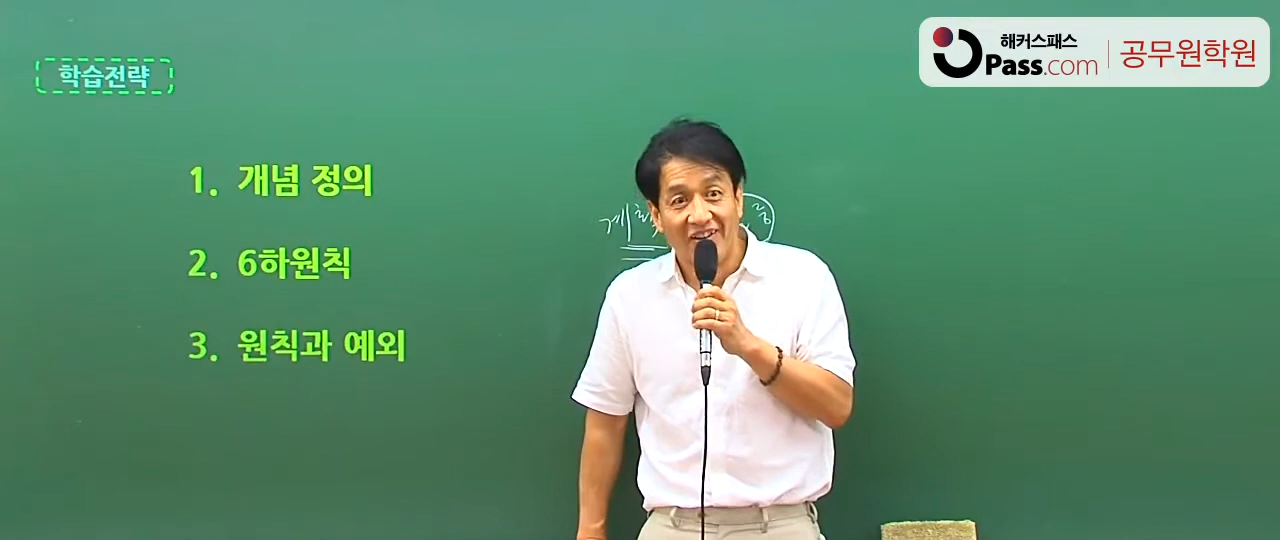 해커스패스
Pass.com
공무원학원
학습전략
1. 개념 정의
2. 6하원칙
3. 원칙과 예외